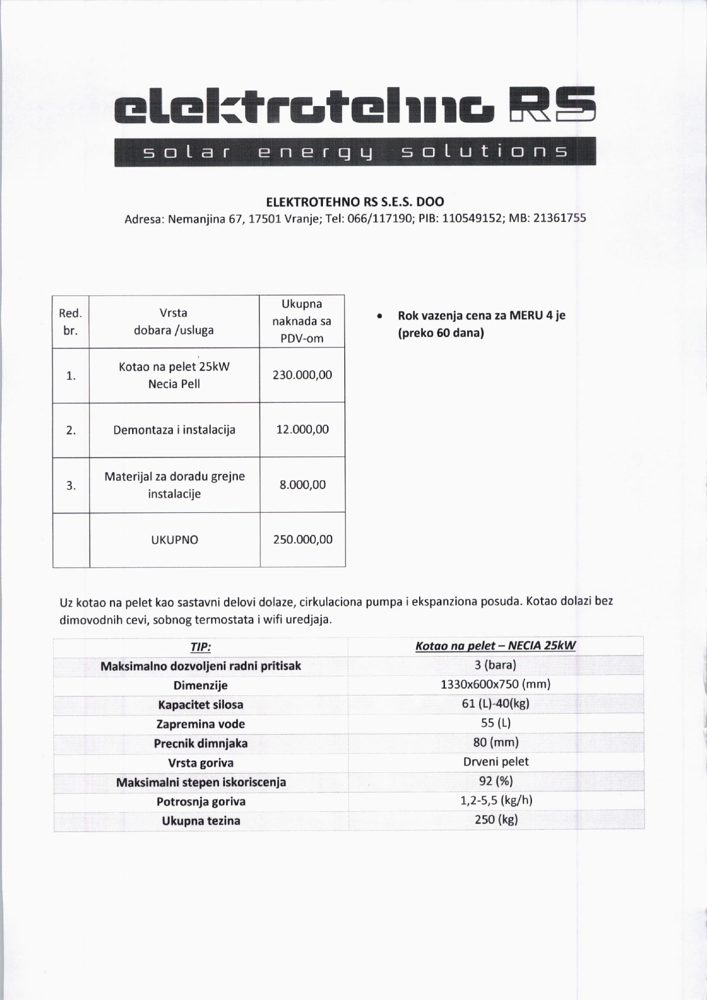 elektrotehno RS
solar energy solutions
ELEKTROTEHNO RS S.E.S. DOO
Adresa: Nemanjina 67, 17501 Vranje; Tel: 066/117190; PIB: 110549152; MB: 21361755
Red. br.
Vrsta dobara /usluga
Ukupna naknada sa PDV-om
1.
Kotao na pelet 25kW
Necia Pell
230.000,00
2.
Demontaza i instalacija
12.000,00
3.
Materijal za doradu grejne
instalacije
8.000,00
UKUPNO
250.000,00
• Rok vazenja cena za MERU 4 je
(preko 60 dana)
Uz kotao na pelet kao sastavni delovi dolaze, cirkulaciona pumpa i ekspanziona posuda. Kotao dolazi bez
dimovodnih cevi, sobnog termostata i wifi uredjaja.
TIP: Kotao na pelet – NECIA 25kW
Maksimalno dozvoljeni radni pritisak 3 (bara)
Dimenzije 1330x600x750 (mm)
Kapacitet silosa 61 (L)-40(kg)
Zapremina vode 55 (L)
Precnik dimnjaka 80 (mm)
Vrsta goriva Drveni pelet
Maksimalni stepen iskoriscenja 92 (%)
Potrosnja goriva 1,2-5,5 (kg/h)
Ukupna tezina 250 (kg)